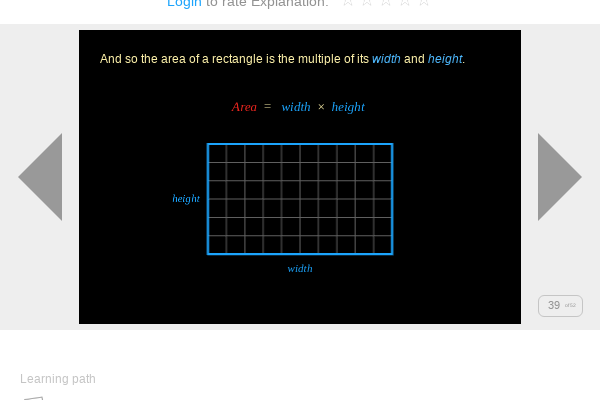 Login to rate Explanation:
And so the area of a rectangle is the multiple of its width and height.
Area = width × height
height
width
39 of 52
Learning path